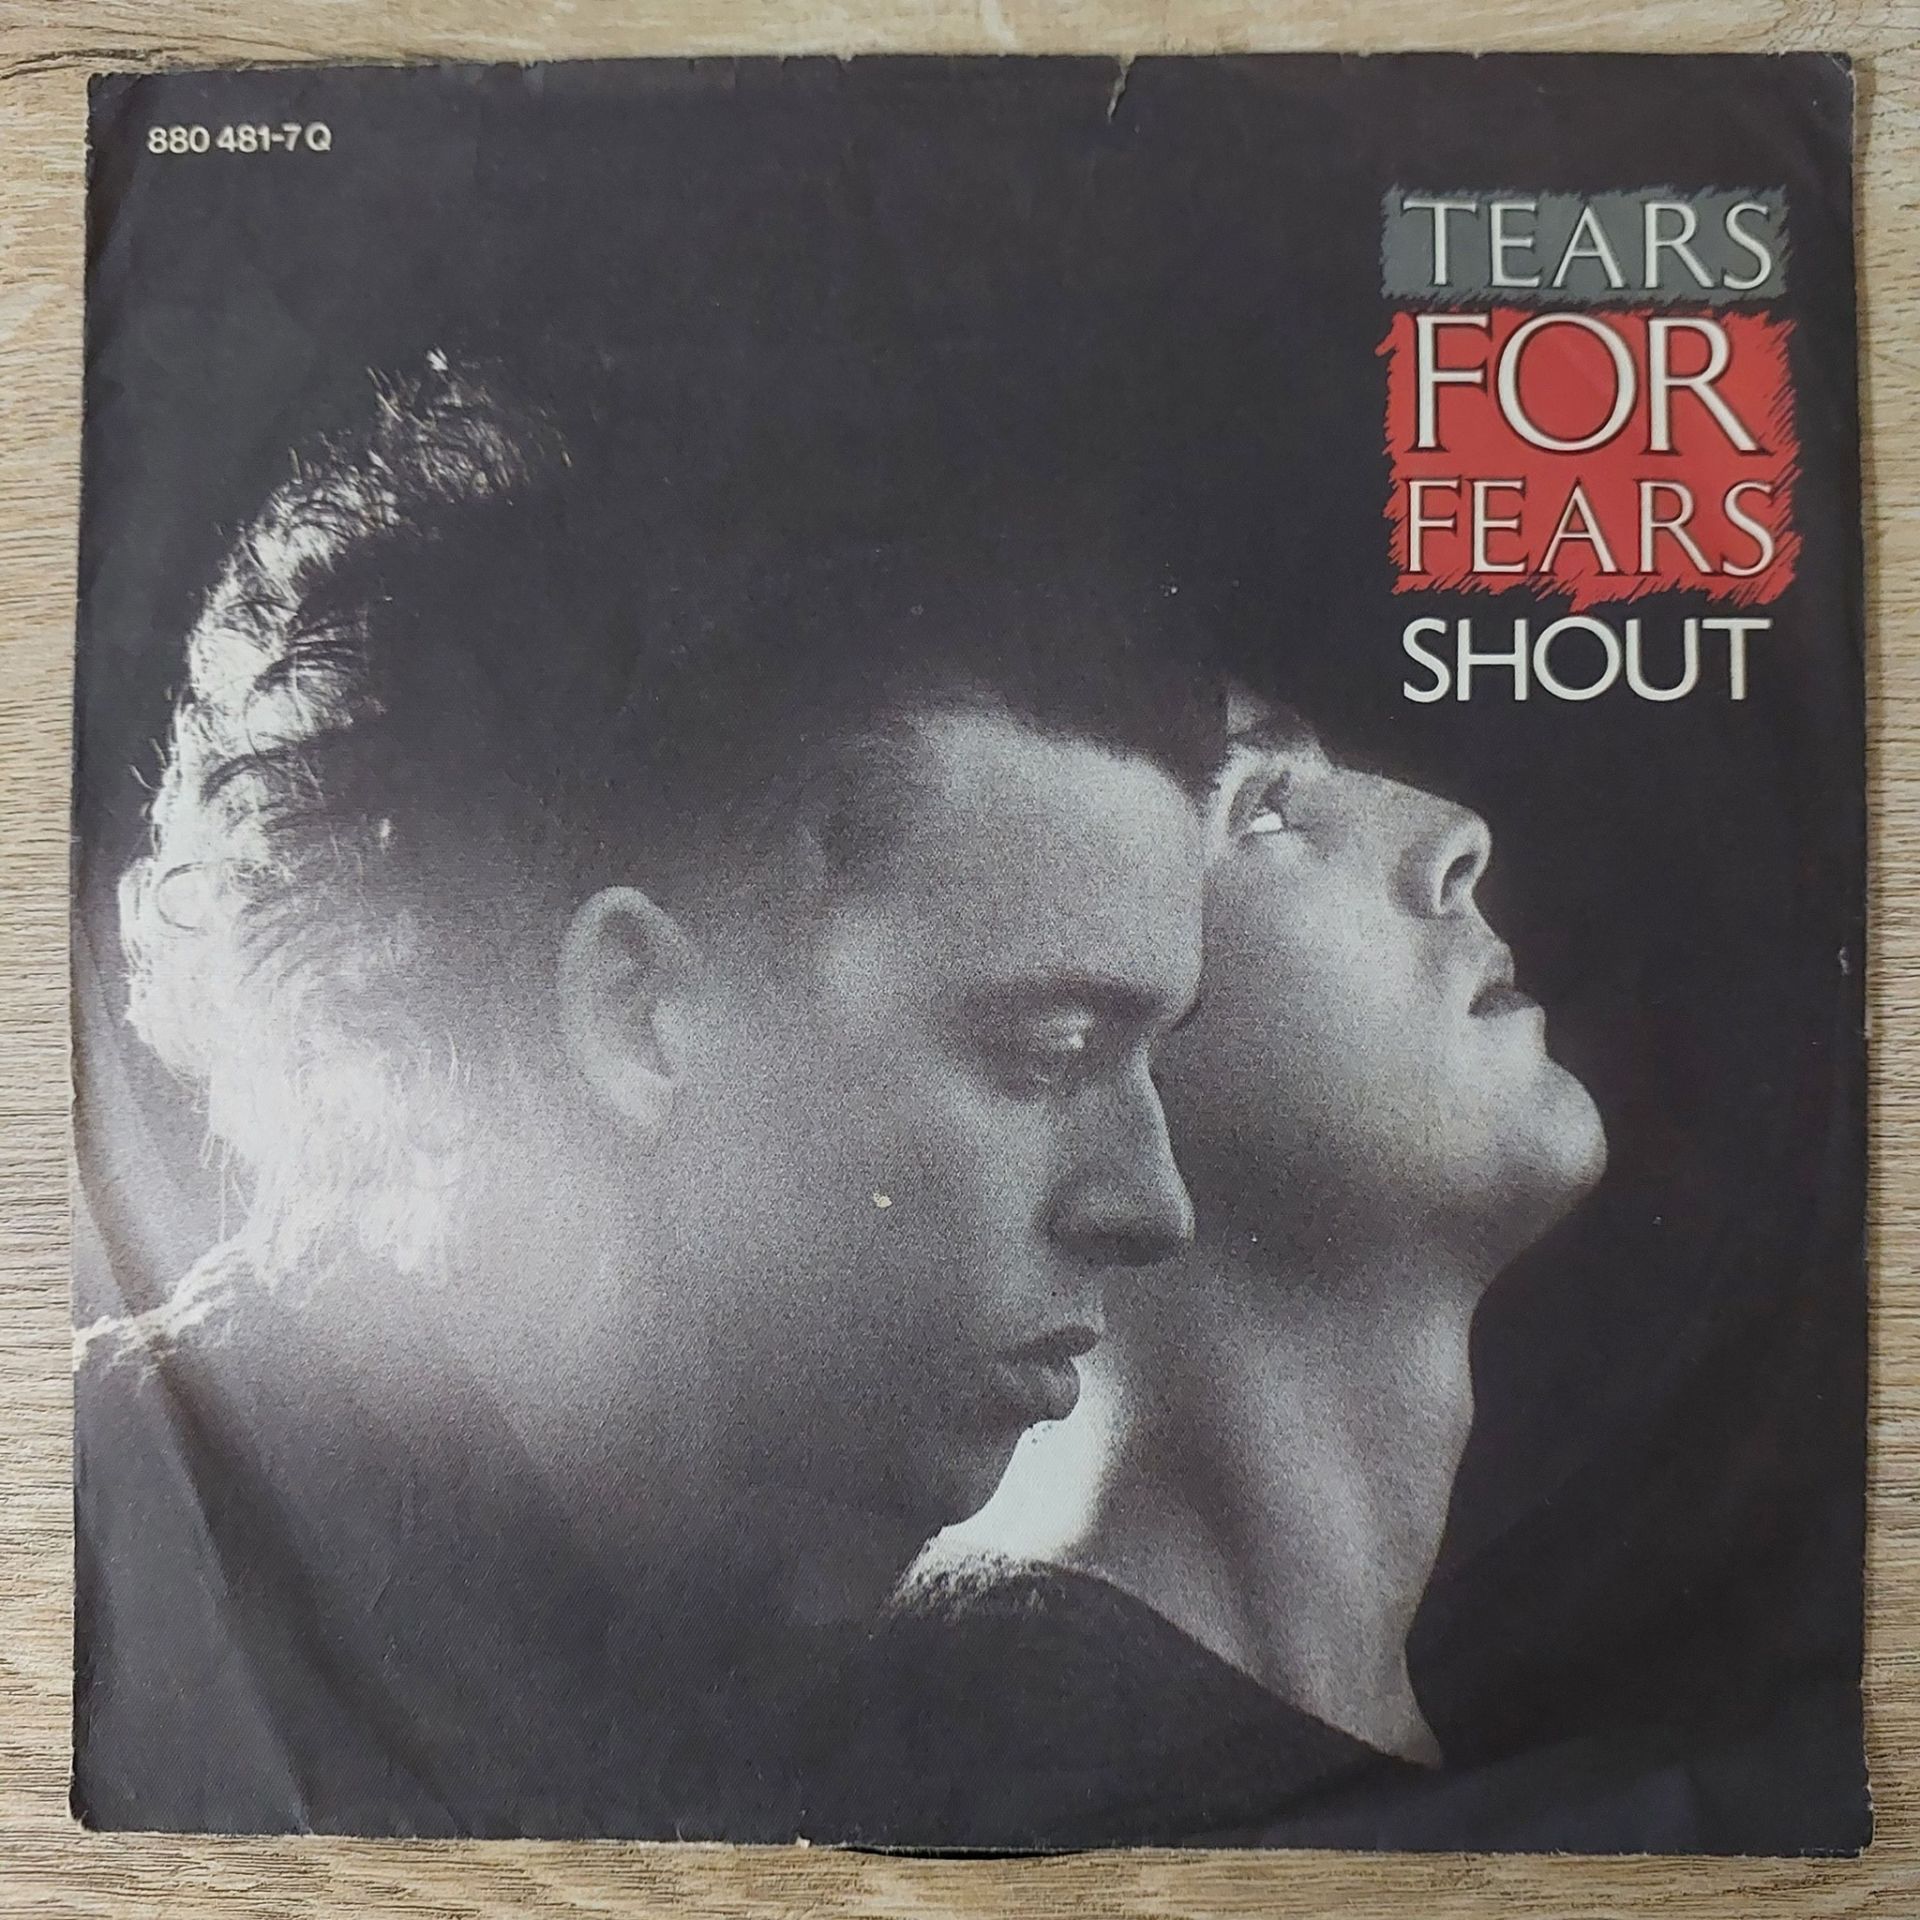 880 481-7 Q
TEARS
FOR
FEARS
SHOUT